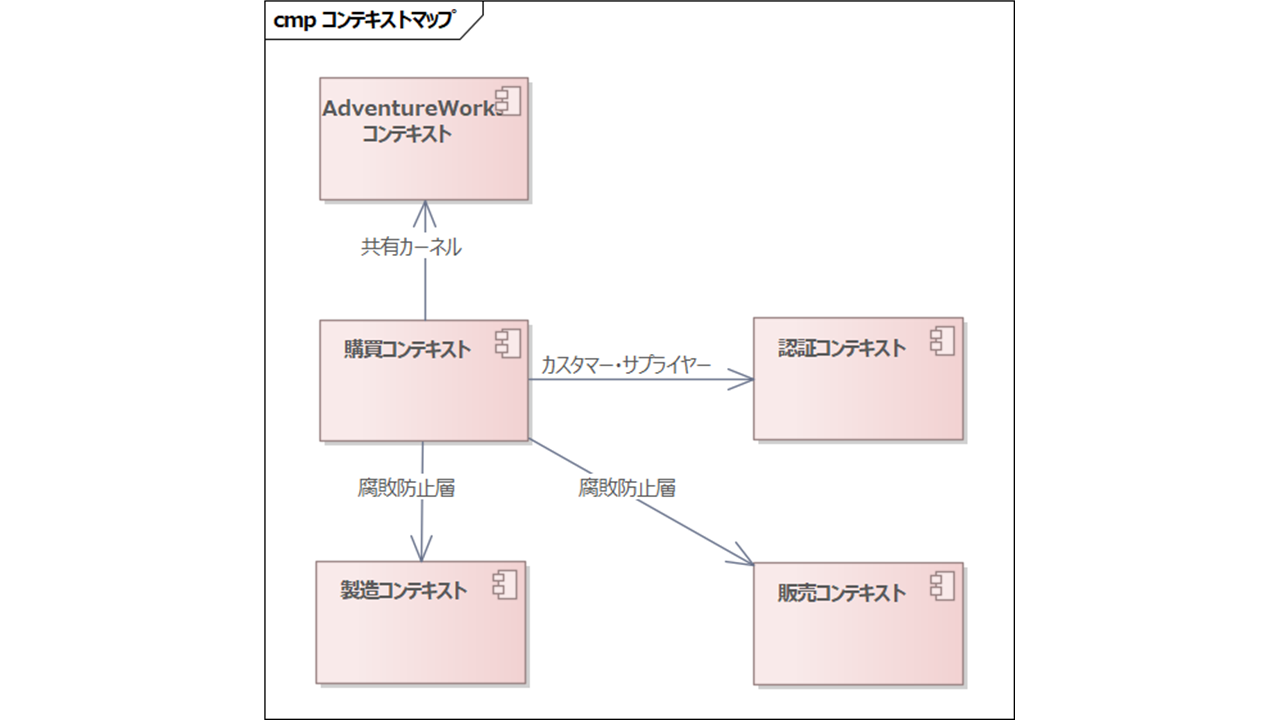 cmp コンテキストマップ
AdventureWorks
コンテキスト
共有カーネル
購買コンテキスト
カスタマー・サプライヤー
認証コンテキスト
腐敗防止層
腐敗防止層
製造コンテキスト
販売コンテキスト